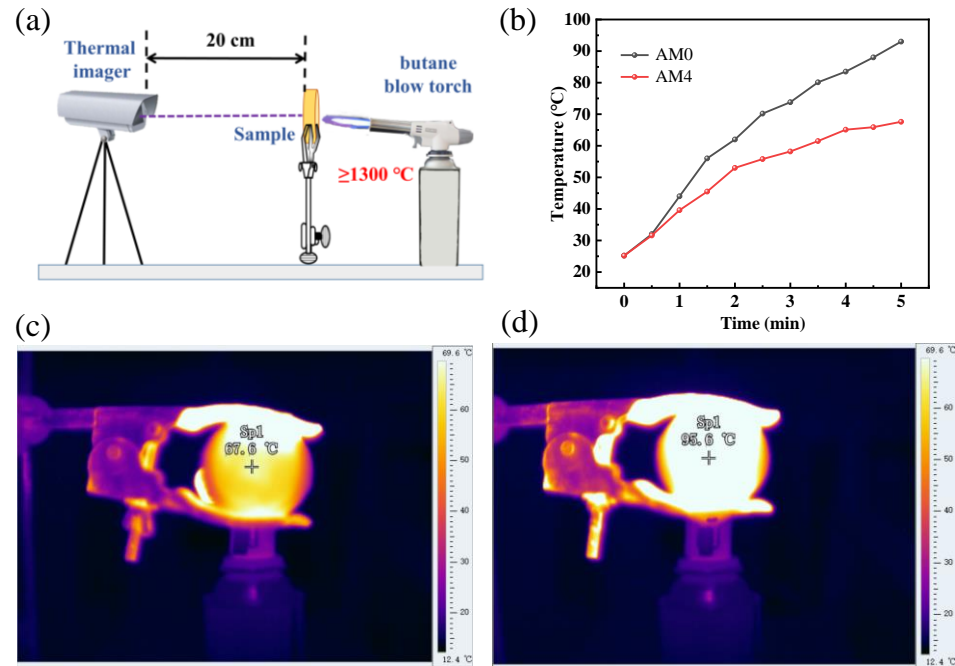 (a)
20 cm
Thermal
imager
butane
blow torch
Sample
≥1300 ℃
(b)
Temperature (℃)
100
90
80
70
60
50
40
30
20
AM0
AM4
0
1
2
3
4
5
Time (min)
(c)
69.6 ℃
60
50
40
30
20
12.4 ℃
Sp1
67.6 ℃
(d)
69.6 ℃
60
50
40
30
20
12.4 ℃
Sp1
95.6 ℃